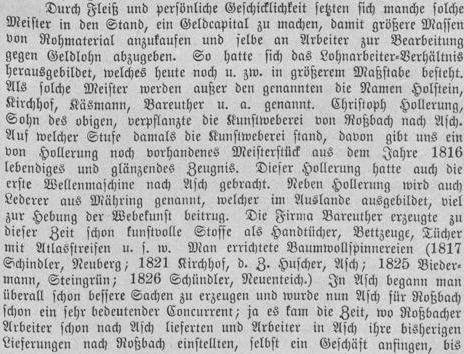 Durch Fleiß und persönliche Geschicklichkeit setzten sich manche solche
Meister in den Stand, ein Geldcapital zu machen, damit größere Massen
von Rohmaterial anzukaufen und selbe an Arbeiter zur Bearbeitung
gegen Geldlohn abzugeben. So hatte sich das Lohnarbeiter-Verhältnis
herausgebildet, welches heute noch u. zw. in größerem Maßstabe besteht.
Als solche Meister werden außer den genannten die Namen Holstein,
Kirchhof, Käsmann, Bareuther u. a. genannt. Christoph Hollerung,
Sohn des obigen, verpflanzte die Kunstweberei von Roßbach nach Asch.
Auf welcher Stufe damals die Kunstweberei stand, davon gibt uns ein
von Hollerung noch vorhandenes Meisterstück aus dem Jahre 1816
lebendiges und glänzendes Zeugnis. Dieser Hollerung hatte auch die
erste Wellenmaschine nach Asch gebracht. Neben Hollerung wird auch
Lederer aus Mähring genannt, welcher im Auslande ausgebildet, viel
zur Hebung der Webekunst beitrug. Die Firma Bareuther erzeugte zu
dieser Zeit schon kunstvolle Stoffe als Handtücher, Bettzeuge, Tücher
mit Atlasstreifen u. s. w. Man errichtete Baumwollspinnereien (1817
Schindler, Neuberg; 1821 Kirchhof, d. Z. Huscher, Asch; 1825 Bieder-
mann, Steingrün; 1826 Schündler, Neuenteich.) In Asch begann man
überall schon bessere Sachen zu erzeugen und wurde nun Asch für Roßbach
schon ein sehr bedeutender Concurrent; ja es kam die Zeit, wo Roßbacher
Arbeiter schon nach Asch lieferten und Arbeiter in Asch ihre bisherigen
Lieferungen nach Roßbach einstellten, selbst ein Geschäft anfingen, bis